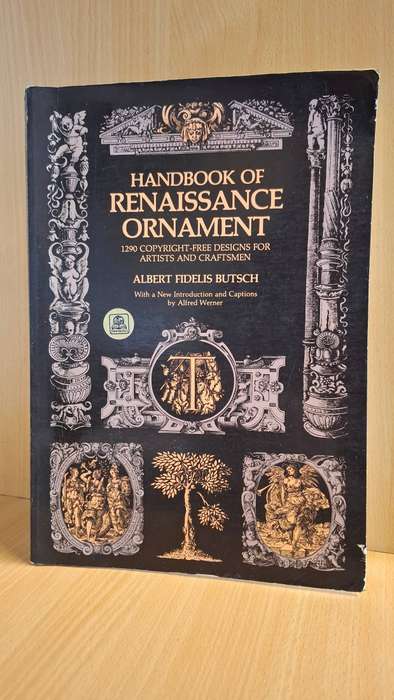 HANDBOOK OF
RENAISSANCE
ORNAMENT
1290 COPYRIGHT-FREE DESIGNS FOR
ARTISTS AND CRAFTSMEN
ALBERT FIDELIS BUTSCH
With a New Introduction and Captions
by Alfred Werner
T